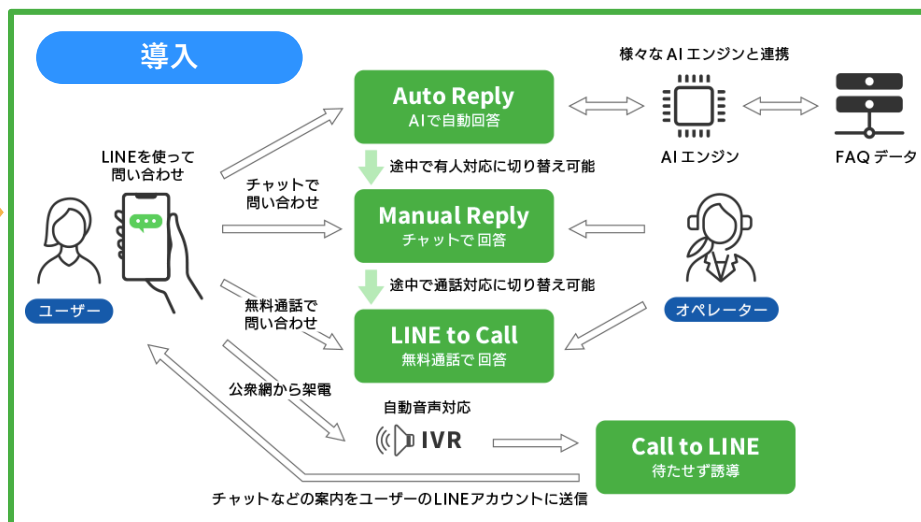 導入
様々なAIエンジンと連携
Auto Reply
AIで自動回答
AIエンジン
FAQデータ
LINEを使って
問い合わせ
途中で有人対応に切り替え可能
チャットで
問い合わせ
Manual Reply
チャットで回答
途中で通話対応に切り替え可能
ユーザー
オペレーター
無料通話で
問い合わせ
LINE to Call
無料通話で回答
公衆網から架電
自動音声対応
IVR
Call to LINE
待たせず誘導
チャットなどの案内をユーザーのLINEアカウントに送信